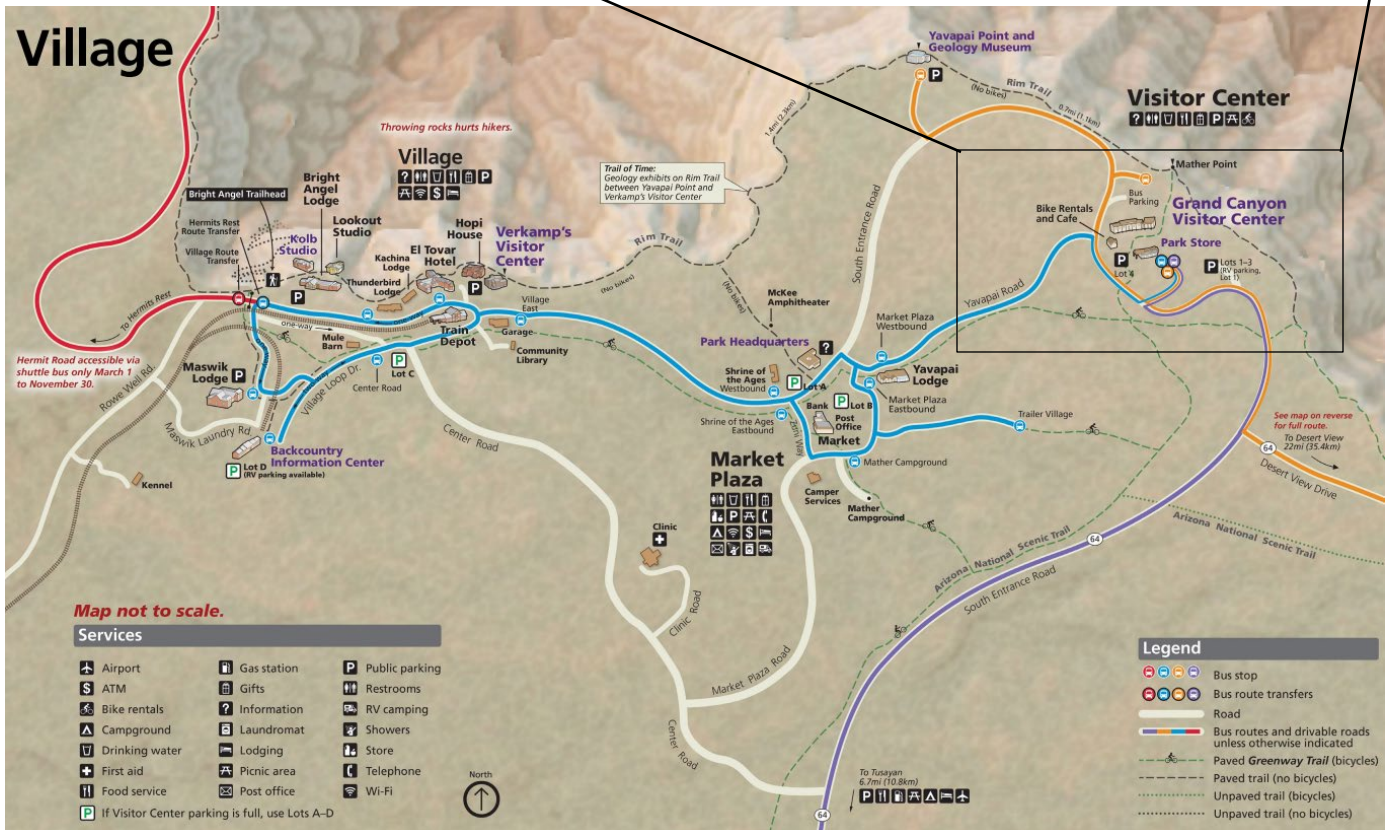 Village
Yavapai Point and
Geology Museum
Rim Trail
(No bikes)
0.7mi (1.1km)
Visitor Center
Mather Point
Bus
Parking
Bike Rentals
and Cafe
Grand Canyon
Visitor Center
Park Store
Lot 4
Lots 1–3
(RV parking,
Lot 1)
Throwing rocks hurts hikers.
Village
Trail of Time:
Geology exhibits on Rim Trail
between Yavapai Point and
Verkamp's Visitor Center
1.4mi (2.3km)
(No bikes)
Bright Angel Trailhead
Bright
Angel
Lodge
Lookout
Studio
Hermits Rest
Route Transfer
Village Route
Transfer
Kolb
Studio
Hopi
House
Verkamp's
Visitor
Center
El Tovar
Hotel
Kachina
Lodge
Thunderbird
Lodge
Rim Trail
(No bikes)
(No bikes)
South Entrance Road
Yavapai Road
McKee
Amphitheater
Park Headquarters
Market Plaza
Westbound
Village
East
To Hermits Rest
one-way
Train
Depot
Garage
Community
Library
Mule
Barn
Hermit Road accessible via
shuttle bus only March 1
to November 30.
Maswik
Lodge
Lot C
Center Road
Village Loop Dr.
Rowe Well Rd.
Maswik Laundry Rd
Lot D
(RV parking available)
Backcountry
Information Center
Kennel
Center Road
Shrine of
the Ages
Westbound
Lot A
Shrine of the Ages
Eastbound
Zuni Way
Bank
Lot B
Post
Office
Market
Yavapai
Lodge
Market Plaza
Eastbound
Trailer Village
Mather Campground
Market
Plaza
Camper
Services
Mather
Campground
See map on reverse
for full route.
To Desert View
22mi (35.4km)
64
Desert View Drive
Arizona National Scenic Trail
Arizona National Scenic Trail
64
South Entrance Road
Clinic
Clinic Road
Market Plaza Road
Center Road
To Tusayan
6.7mi (10.8km)
64
Map not to scale.
Services
Airport
ATM
Bike rentals
Campground
Drinking water
First aid
Food service
Gas station
Gifts
Information
Laundromat
Lodging
Picnic area
Post office
Public parking
Restrooms
RV camping
Showers
Store
Telephone
Wi-Fi
P If Visitor Center parking is full, use Lots A–D
North
Legend
Bus stop
Bus route transfers
Road
Bus routes and drivable roads
unless otherwise indicated
Paved Greenway Trail (bicycles)
Paved trail (no bicycles)
Unpaved trail (bicycles)
Unpaved trail (no bicycles)